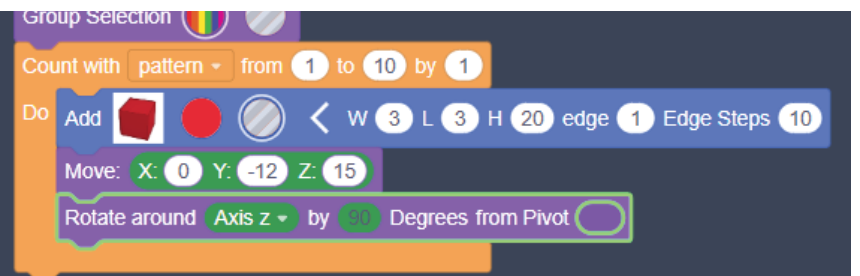 Group Selection
Count with pattern from 1 to 10 by 1
Do Add W 3 L 3 H 20 edge 1 Edge Steps 10
Move: X: 0 Y: -12 Z: 15
Rotate around Axis z by 90 Degrees from Pivot